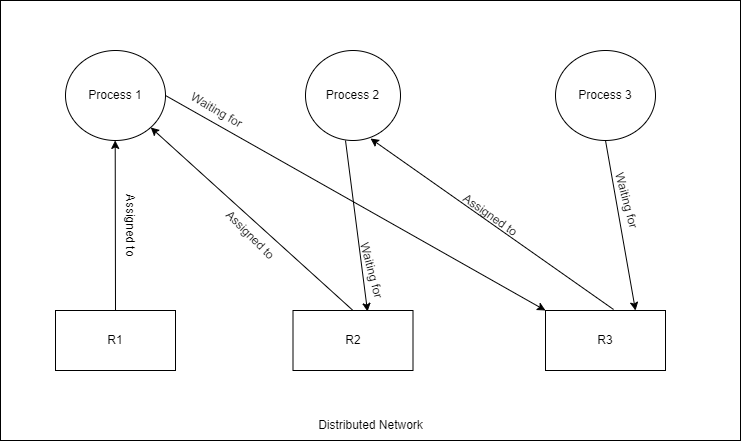 Process 1
Process 2
Process 3
Waiting for
Assigned to
Assigned to
Waiting for
Assigned to
Waiting for
R1
R2
R3
Distributed Network